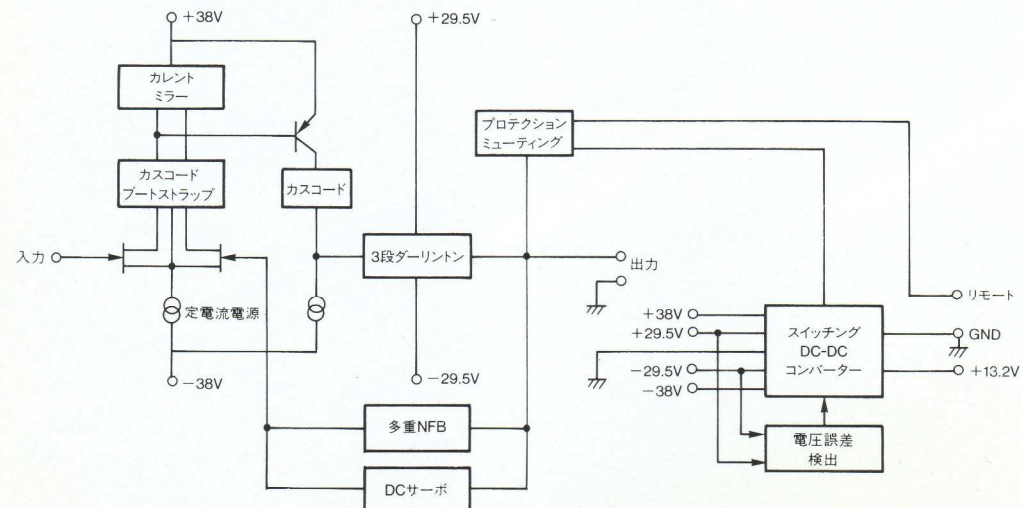 +38V
+29.5V
カレント
ミラー
プロテクション
ミューティング
カスコード
ブートストラップ
カスコード
入力
3段ダーリントン
出力
定電流電源
リモート
+38V
+29.5V
スイッチング
DC-DC
コンバーター
GND
-29.5V
-38V
+13.2V
-38V
-29.5V
多重NFB
電圧誤差
検出
DCサーボ